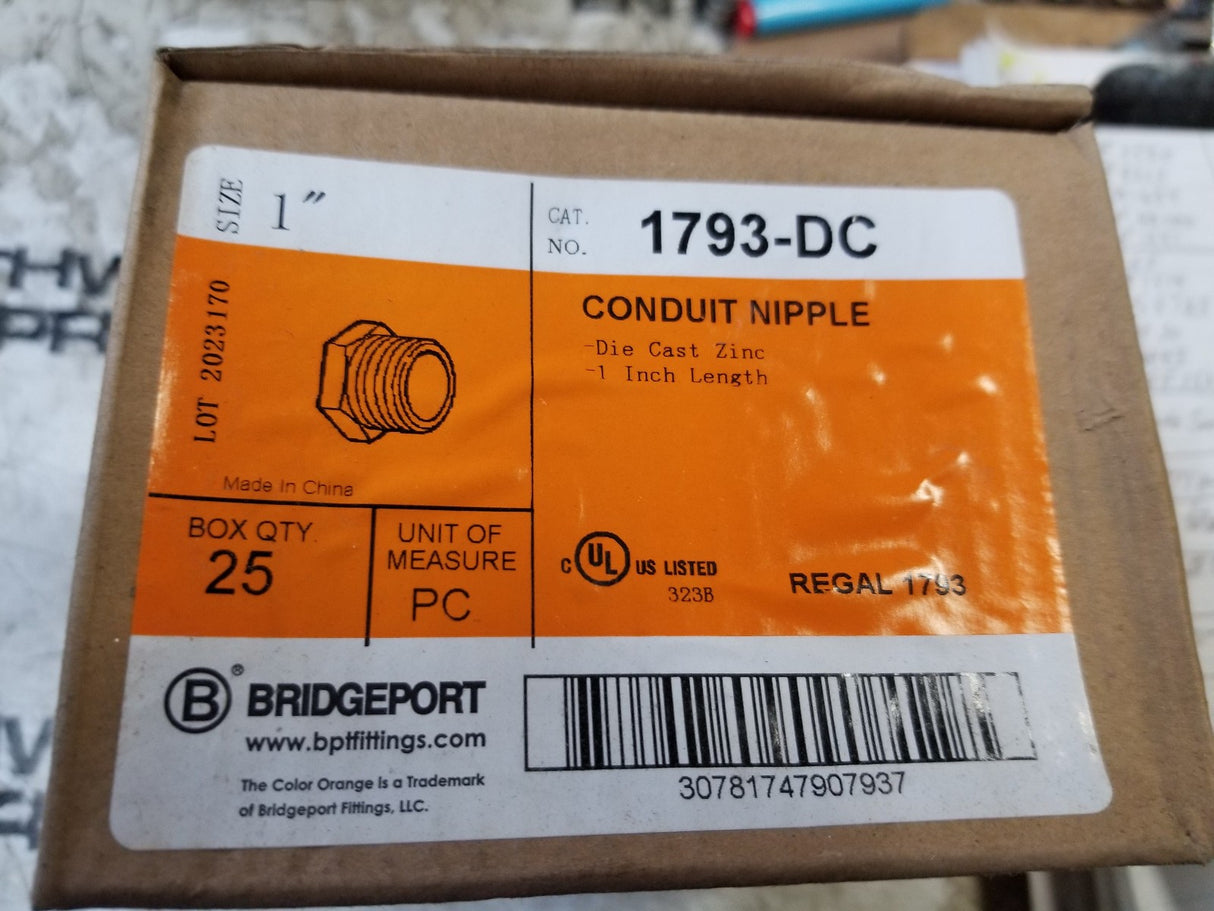 SIZE 1"
CAT.
NO. 1793-DC
LOT 2023170
Made In China
CONDUIT NIPPLE
-Die Cast Zinc
-1 Inch Length
BOX QTY.
25
UNIT OF
MEASURE
PC
C UL US LISTED
323B
REGAL 1793
B® BRIDGEPORT
www.bptfittings.com
The Color Orange Is a Trademark
of Bridgeport Fittings, LLC.
30781747907937